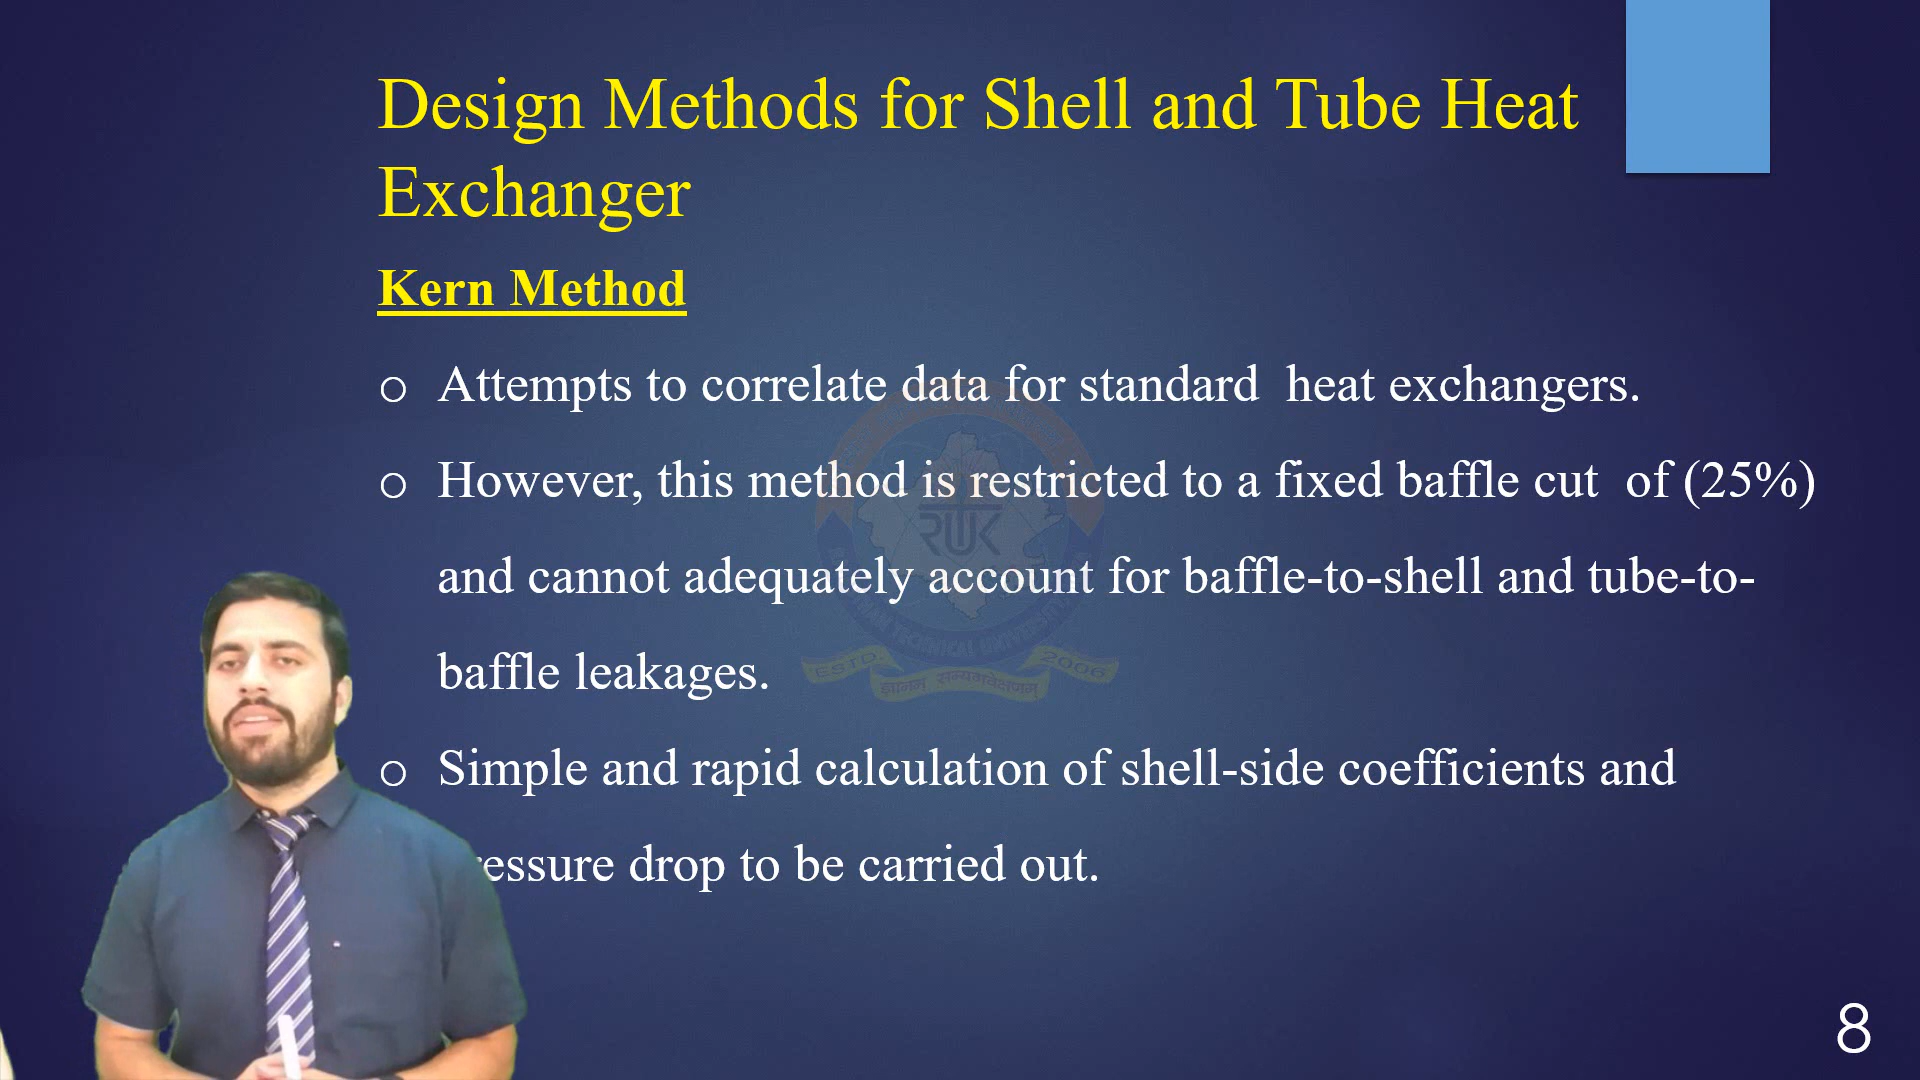 Design Methods for Shell and Tube Heat
Exchanger
Kern Method
o Attempts to correlate data for standard heat exchangers.
o However, this method is restricted to a fixed baffle cut of (25%)
and cannot adequately account for baffle-to-shell and tube-to-
baffle leakages.
o Simple and rapid calculation of shell-side coefficients and
ressure drop to be carried out.
ESTD. 2006
8